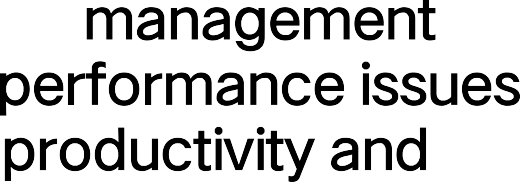 management
performance issues
productivity and